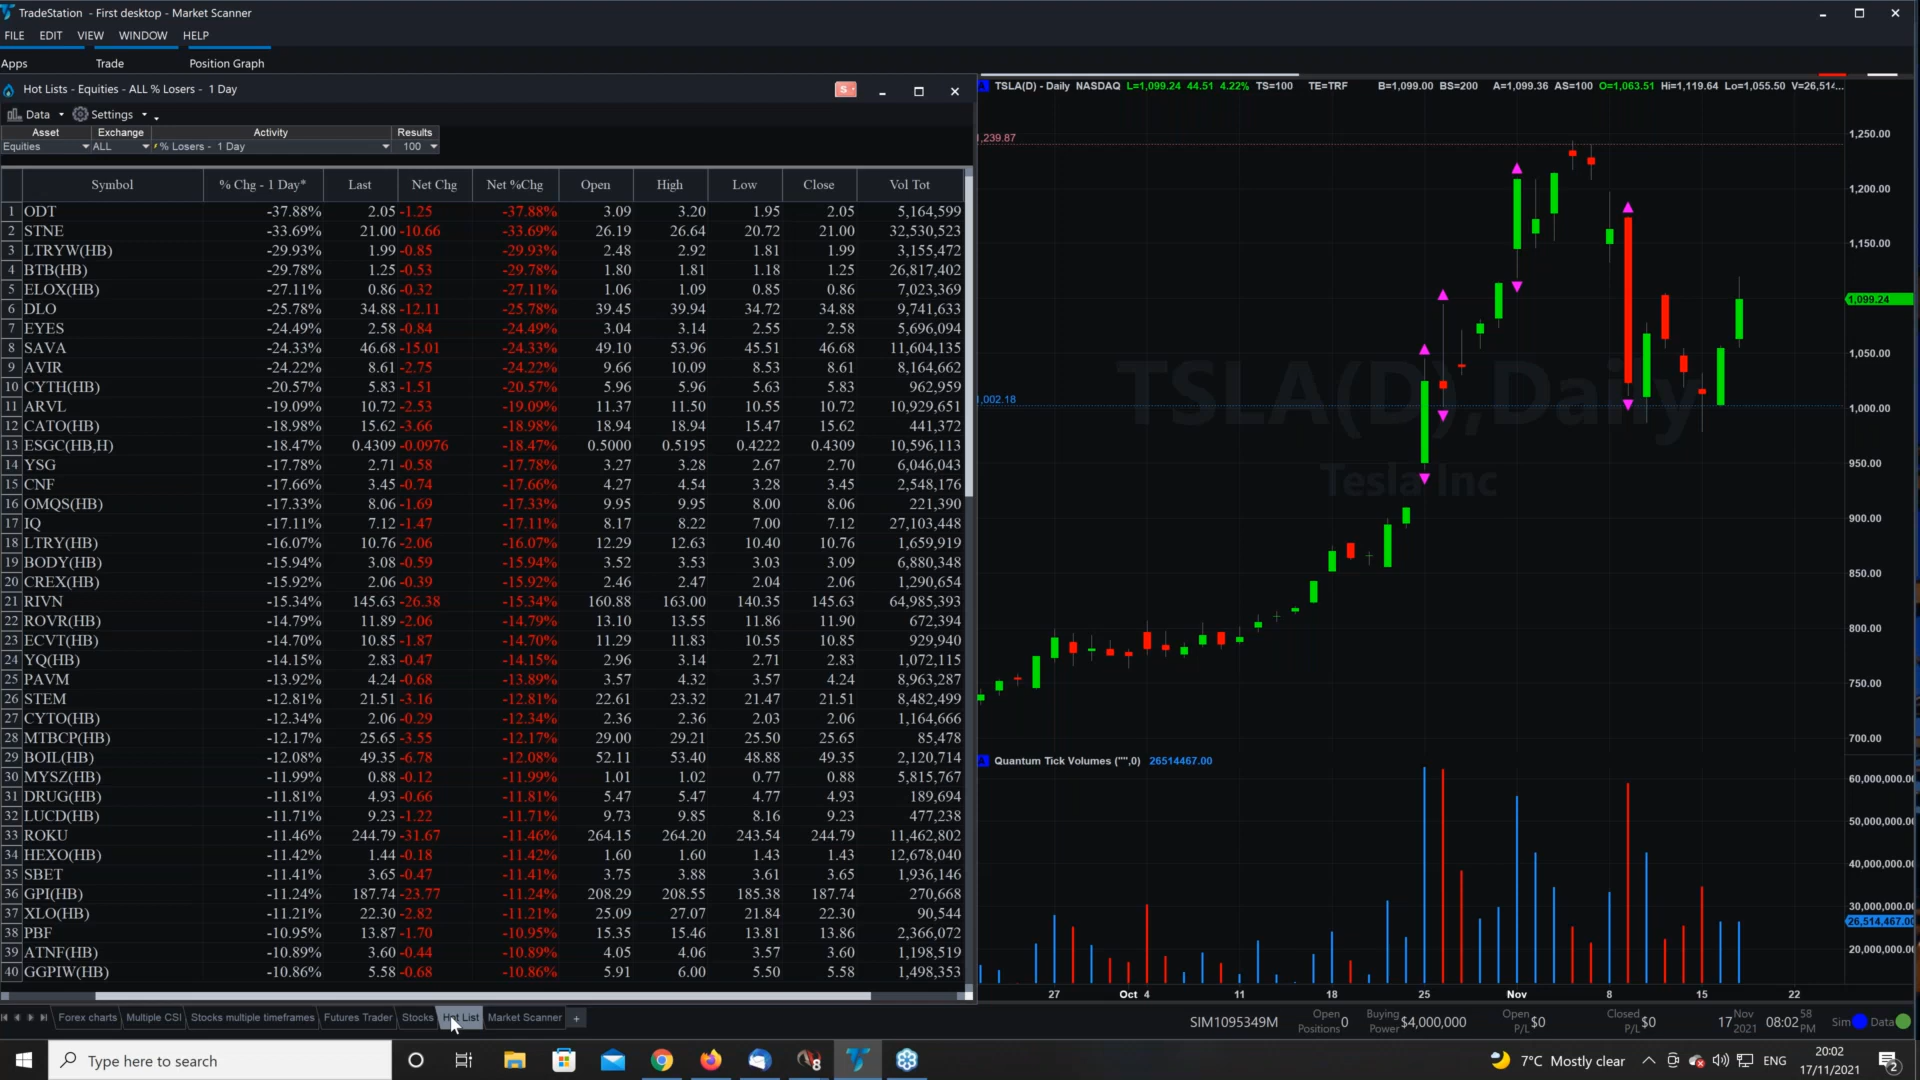 TradeStation - First desktop - Market Scanner
FILE EDIT VIEW WINDOW HELP
Apps Trade Position Graph
Hot Lists - Equities - ALL % Losers - 1 Day
Data Settings
Asset Exchange Activity Results
Equities ALL % Losers - 1 Day 100
Symbol % Chg - 1 Day* Last Net Chg Net %Chg Open High Low Close Vol Tot
1 ODT -37.88% 2.05 -1.25 -37.88% 3.09 3.20 1.95 2.05 5,164,599
2 STNE -33.69% 21.00 -10.66 -33.69% 26.19 26.64 20.72 21.00 32,530,523
3 LTRYW(HB) -29.93% 1.99 -0.85 -29.93% 2.48 2.92 1.81 1.99 3,155,472
4 BTB(HB) -29.78% 1.25 -0.53 -29.78% 1.80 1.81 1.18 1.25 26,817,402
5 ELOX(HB) -27.11% 0.86 -0.32 -27.11% 1.06 1.09 0.85 0.86 7,023,369
6 DLO -25.78% 34.88 -12.11 -25.78% 39.45 39.94 34.72 34.88 9,741,633
7 EYES -24.49% 2.58 -0.84 -24.49% 3.04 3.14 2.55 2.58 5,696,094
8 SAVA -24.33% 46.68 -15.01 -24.33% 49.10 53.96 45.51 46.68 11,604,135
9 AVIR -24.22% 8.61 -2.75 -24.22% 9.66 10.09 8.53 8.61 8,164,662
10 CYTH(HB) -20.57% 5.83 -1.51 -20.57% 5.96 5.96 5.63 5.83 962,959
11 ARVL -19.09% 10.72 -2.53 -19.09% 11.37 11.50 10.55 10.72 10,929,651
12 CATO(HB) -18.98% 15.62 -3.66 -18.98% 18.94 18.94 15.47 15.62 441,372
13 ESGC(HB,H) -18.47% 0.4309 -0.0976 -18.47% 0.5000 0.5195 0.4222 0.4309 10,596,113
14 YSG -17.78% 2.71 -0.58 -17.78% 3.27 3.28 2.67 2.70 6,046,043
15 CNF -17.66% 3.45 -0.74 -17.66% 4.27 4.54 3.28 3.45 2,548,176
16 OMQS(HB) -17.33% 8.06 -1.69 -17.33% 9.95 9.95 8.00 8.06 221,390
17 IQ -17.11% 7.12 -1.47 -17.11% 8.17 8.22 7.00 7.12 27,103,448
18 LTRY(HB) -16.07% 10.76 -2.06 -16.07% 12.29 12.63 10.40 10.76 1,659,919
19 BODY(HB) -15.94% 3.08 -0.59 -15.94% 3.52 3.53 3.03 3.09 6,880,348
20 CREX(HB) -15.92% 2.06 -0.39 -15.92% 2.46 2.47 2.04 2.06 1,290,654
21 RIVN -15.34% 145.63 -26.38 -15.34% 160.88 163.00 140.35 145.63 64,985,393
22 ROVR(HB) -14.79% 11.89 -2.06 -14.79% 13.10 13.55 11.86 11.90 672,394
23 ECVT(HB) -14.70% 10.85 -1.87 -14.70% 11.29 11.83 10.55 10.85 929,940
24 YQ(HB) -14.15% 2.83 -0.47 -14.15% 2.96 3.14 2.71 2.83 1,072,115
25 PAVM -13.92% 4.24 -0.68 -13.89% 3.57 4.32 3.57 4.24 8,963,287
26 STEM -12.81% 21.51 -3.16 -12.81% 22.61 23.32 21.47 21.51 8,482,499
27 CYTO(HB) -12.34% 2.06 -0.29 -12.34% 2.36 2.36 2.03 2.06 1,164,666
28 MTBCP(HB) -12.17% 25.65 -3.55 -12.17% 29.00 29.21 25.50 25.65 85,478
29 BOIL(HB) -12.08% 49.35 -6.78 -12.08% 52.11 53.40 48.88 49.35 2,120,714
30 MYSZ(HB) -11.99% 0.88 -0.12 -11.99% 1.01 1.02 0.77 0.88 5,815,767
31 DRUG(HB) -11.81% 4.93 -0.66 -11.81% 5.47 5.47 4.77 4.93 189,694
32 LUCD(HB) -11.71% 9.23 -1.22 -11.71% 9.73 9.85 8.16 9.23 477,238
33 ROKU -11.46% 244.79 -31.67 -11.46% 264.15 264.20 243.54 244.79 11,462,802
34 HEXO(HB) -11.42% 1.44 -0.18 -11.42% 1.60 1.60 1.43 1.43 12,678,040
35 SBET -11.41% 3.65 -0.47 -11.41% 3.75 3.88 3.61 3.65 1,936,146
36 GPI(HB) -11.24% 187.74 -23.77 -11.24% 208.29 208.55 185.38 187.74 270,668
37 XLO(HB) -11.21% 22.30 -2.82 -11.21% 25.09 27.07 21.84 22.30 90,544
38 PBF -10.95% 13.87 -1.70 -10.95% 15.35 15.46 13.81 13.86 2,366,072
39 ATNF(HB) -10.89% 3.60 -0.44 -10.89% 4.05 4.06 3.57 3.60 1,198,519
40 GGPIW(HB) -10.86% 5.58 -0.68 -10.86% 5.91 6.00 5.50 5.58 1,498,353
TSLA(D) - Daily NASDAQ L=1,099.24 44.51 4.22% TS=100 TE=TRF B=1,099.00 BS=200 A=1,099.36 AS=100 O=1,063.51 Hi=1,119.64 Lo=1,055.50 V=26,514...
1,239.87
1,250.00
1,200.00
1,150.00
1,099.24
1,050.00
1,002.18
1,000.00
950.00
900.00
850.00
800.00
750.00
700.00
TSLA(D),Daily
Tesla Inc
Quantum Tick Volumes ("",0) 26514467.00
60,000,000.0
50,000,000.0
40,000,000.0
30,000,000.0
26,514,467.00
20,000,000.0
27 Oct 4 11 18 25 Nov 8 15 22
Forex charts Multiple CSI Stocks multiple timeframes Futures Trader Stocks Hot List Market Scanner +
SIM1095349M Open Positions 0 Buying Power $4,000,000 Open P/L $0 Closed P/L $0 17 Nov 2021 08:02 58 PM Sim Data
Type here to search
7°C Mostly clear ENG
20:02
17/11/2021
2